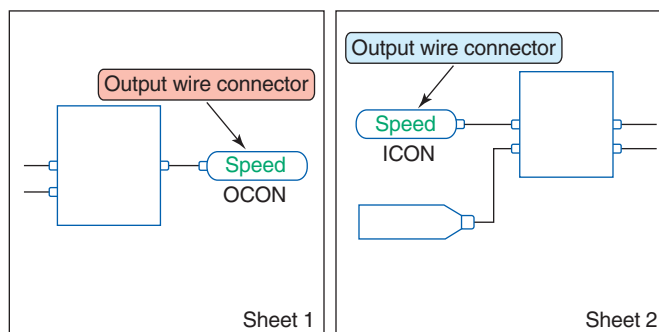 Output wire connector
Speed
OCON
Sheet 1
Output wire connector
Speed
ICON
Sheet 2